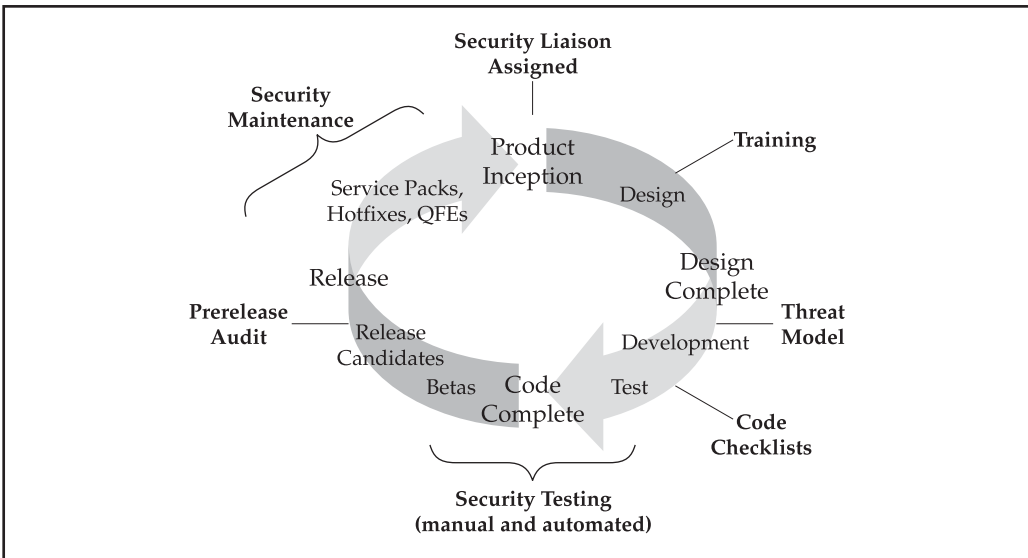 Security Liaison
Assigned
Security
Maintenance
Product
Inception
Training
Service Packs,
Hotfixes, QFEs
Design
Release
Design
Complete
Prerelease
Audit
Threat
Model
Release
Candidates
Development
Betas
Code
Complete
Test
Code
Checklists
Security Testing
(manual and automated)